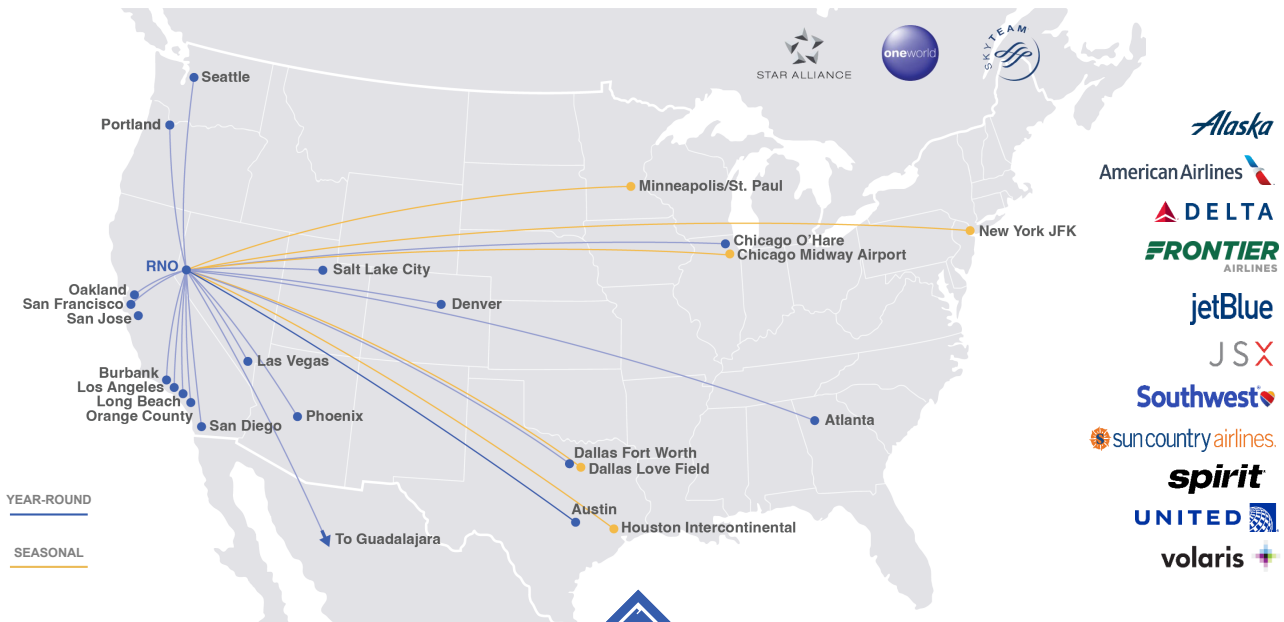 Seattle
STAR ALLIANCE
oneworld
SKYTEAM
Portland
Alaska
American Airlines
Minneapolis/St. Paul
DELTA
New York JFK
Chicago O'Hare
Chicago Midway Airport
FRONTIER
AIRLINES
RNO
Salt Lake City
Oakland
San Francisco
San Jose
Denver
jetBlue
JSX
Las Vegas
Burbank
Los Angeles
Long Beach
Orange County
San Diego
Phoenix
Atlanta
Southwest
S
sun country airlines.
Dallas Fort Worth
Dallas Love Field
spirit
YEAR-ROUND
Austin
Houston Intercontinental
UNITED
To Guadalajara
SEASONAL
volaris